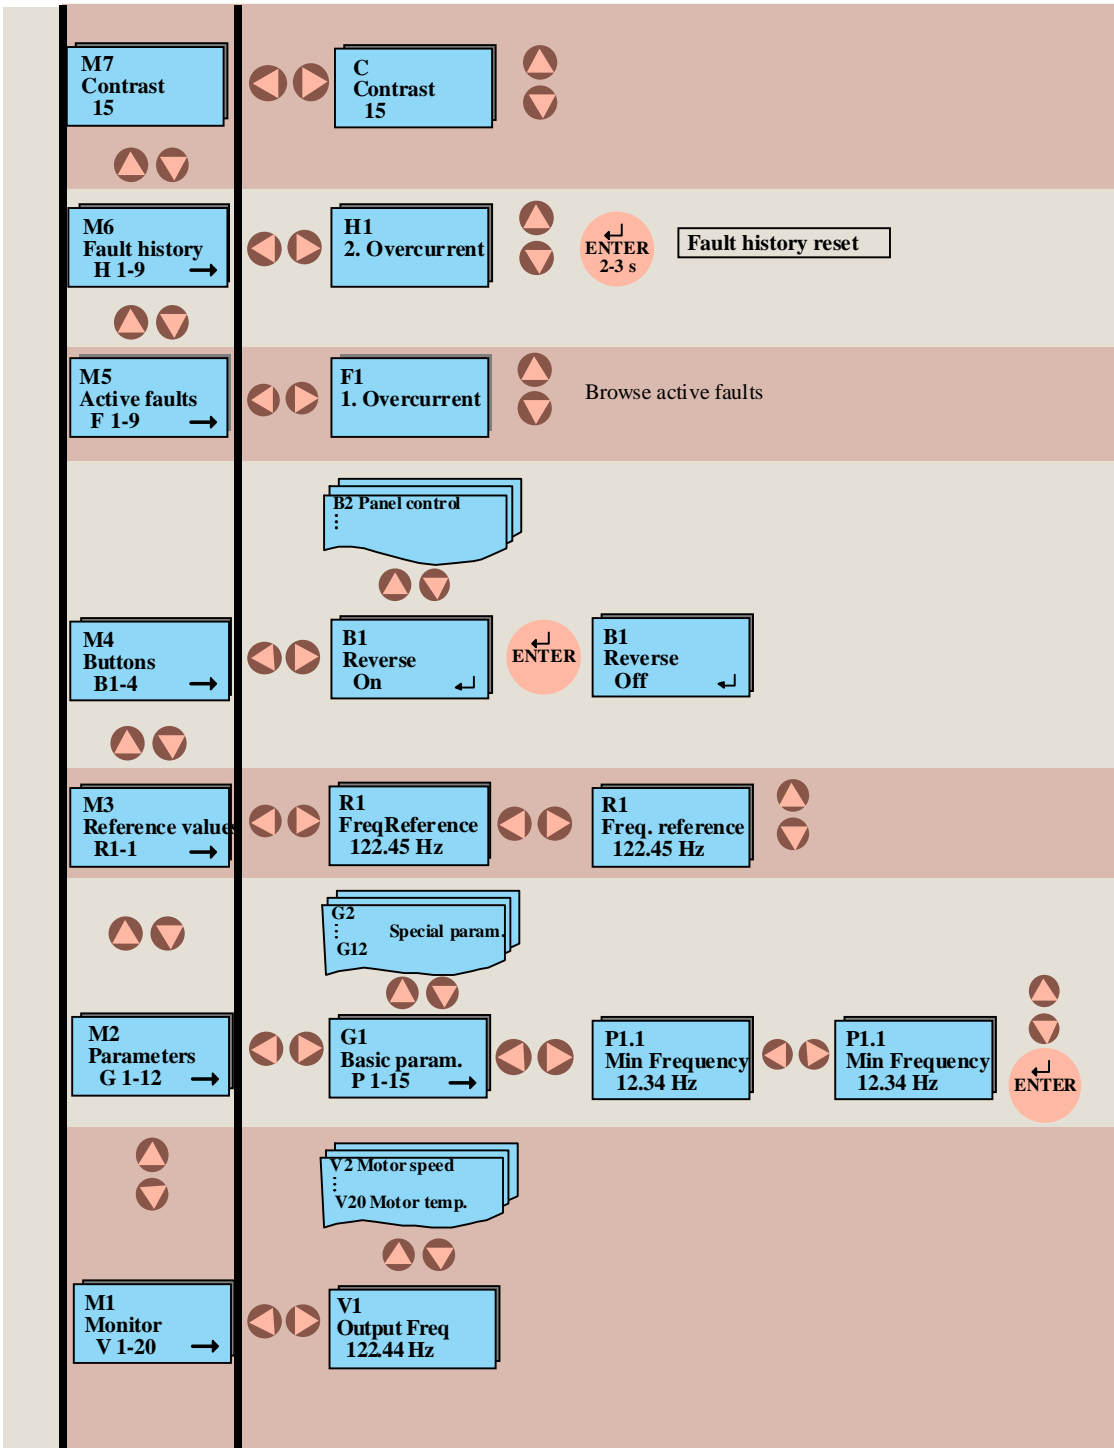 M7
Contrast
15
C
Contrast
15
M6
Fault history
H 1-9
H1
2. Overcurrent
ENTER
2-3 s
Fault history reset
M5
Active faults
F 1-9
F1
1. Overcurrent
Browse active faults
B2 Panel control
M4
Buttons
B1-4
B1
Reverse
On
ENTER
B1
Reverse
Off
M3
Reference values
R1-1
R1
FreqReference
122.45 Hz
R1
Freq. reference
122.45 Hz
G2
Special param.
G12
M2
Parameters
G 1-12
G1
Basic param.
P 1-15
P1.1
Min Frequency
12.34 Hz
P1.1
Min Frequency
12.34 Hz
ENTER
V2 Motor speed
V20 Motor temp.
M1
Monitor
V 1-20
V1
Output Freq
122.44 Hz